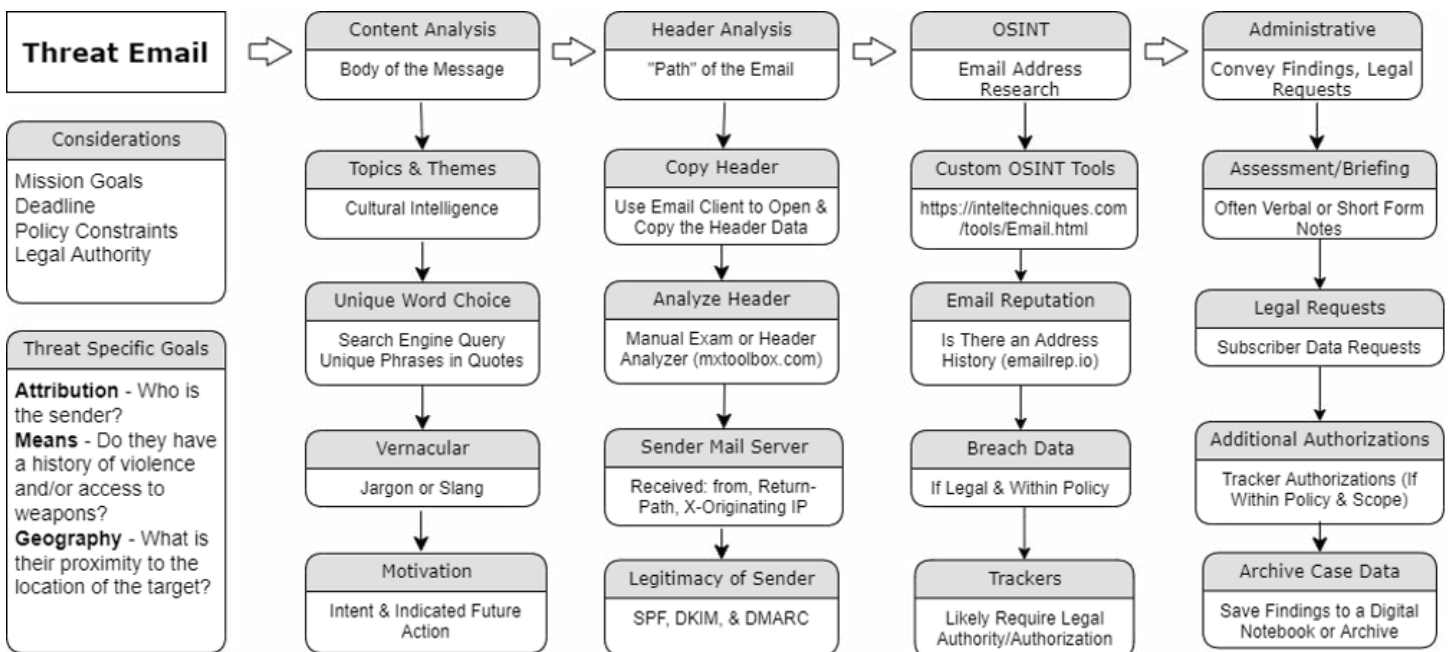 Threat Email
Considerations
Mission Goals
Deadline
Policy Constraints
Legal Authority
Threat Specific Goals
Attribution - Who is
the sender?
Means - Do they have
a history of violence
and/or access to
weapons?
Geography - What is
their proximity to the
location of the target?
Content Analysis
Body of the Message
Topics & Themes
Cultural Intelligence
Unique Word Choice
Search Engine Query
Unique Phrases in Quotes
Vernacular
Jargon or Slang
Motivation
Intent & Indicated Future
Action
Header Analysis
"Path" of the Email
Copy Header
Use Email Client to Open &
Copy the Header Data
Analyze Header
Manual Exam or Header
Analyzer (mxtoolbox.com)
Sender Mail Server
Received: from, Return-
Path, X-Originating IP
Legitimacy of Sender
SPF, DKIM, & DMARC
OSINT
Email Address
Research
Custom OSINT Tools
https://inteltechniques.com
/tools/Email.html
Email Reputation
Is There an Address
History (emailrep.io)
Breach Data
If Legal & Within Policy
Trackers
Likely Require Legal
Authority/Authorization
Administrative
Convey Findings, Legal
Requests
Assessment/Briefing
Often Verbal or Short Form
Notes
Legal Requests
Subscriber Data Requests
Additional Authorizations
Tracker Authorizations (If
Within Policy & Scope)
Archive Case Data
Save Findings to a Digital
Notebook or Archive